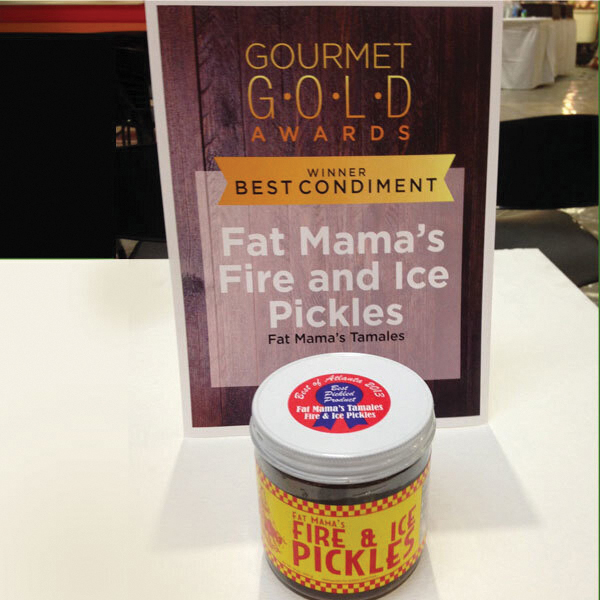 GOURMET
G·O·L·D
AWARDS
WINNER
BEST CONDIMENT
Fat Mama's
Fire and Ice
Pickles
Fat Mama's Tamales
Best of Atlanta 2013
Best
Pickled
Product
Fat Mama's Tamales
Fire & Ice Pickles
FAT MAMA'S
FIRE & ICE
PICKLES